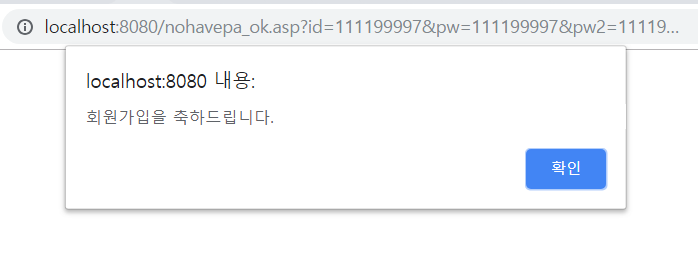 localhost:8080/nohavepa_ok.asp?id=111199997&pw=111199997&pw2=11119...
localhost:8080 내용:
회원가입을 축하드립니다.
확인